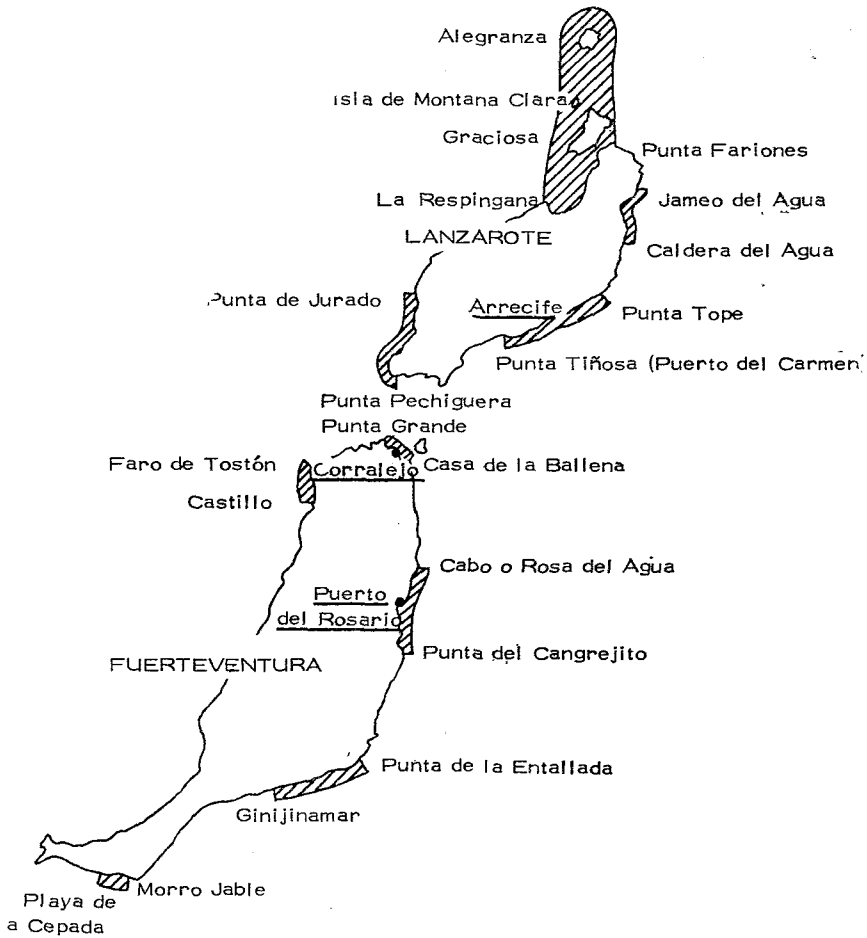 Alegranza
Isla de Montana Clara
Graciosa
Punta Fariones
La Respingana
Jameo del Agua
LANZAROTE
Caldera del Agua
Punta de Jurado
Arrecife
Punta Tope
Punta Tiñosa (Puerto del Carmen)
Punta Pechiguera
Punta Grande
Faro de Tostón
Corralejo
Casa de la Ballena
Castillo
Cabo o Rosa del Agua
Puerto
del Rosario
Punta del Cangrejito
FUERTEVENTURA
Punta de la Entallada
Ginijinamar
Morro Jable
Playa de
a Cepada